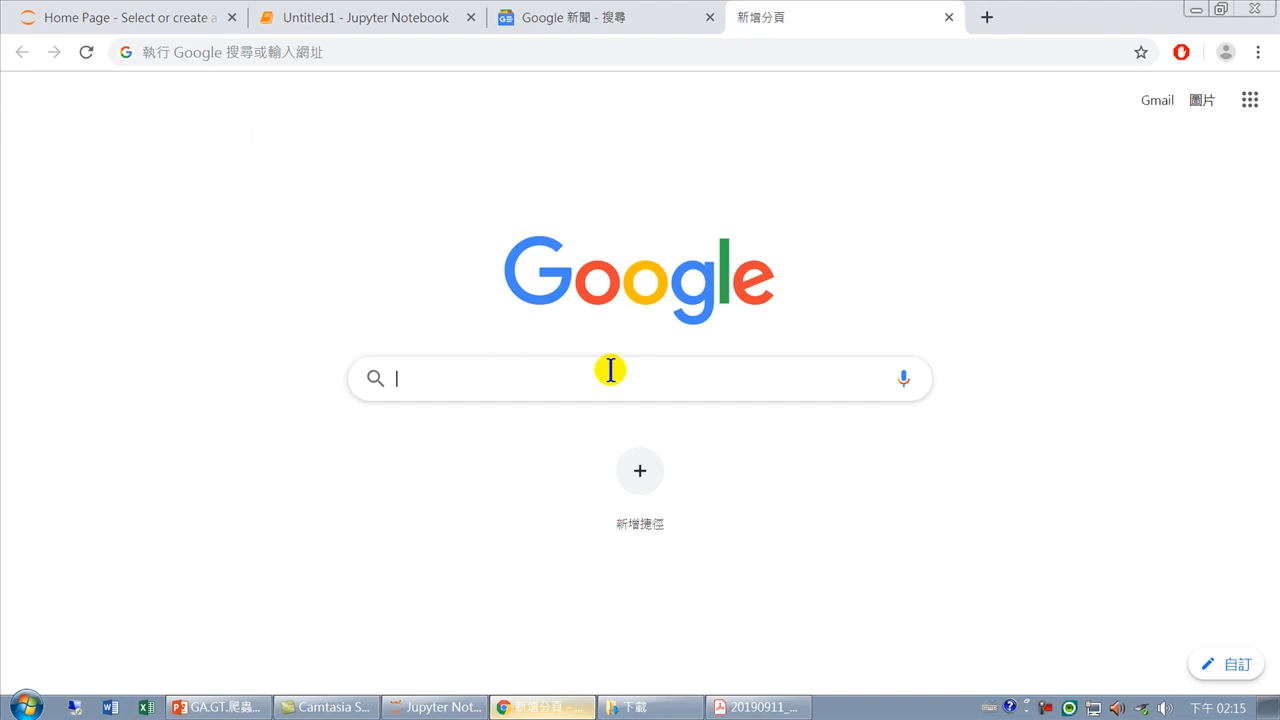 Home Page - Select or create a
Untitled1 - Jupyter Notebook
Google 新聞 - 搜尋
新增分頁
執行 Google 搜尋或輸入網址
Gmail
圖片
Google
新增捷徑
自訂
GA.GT.爬蟲...
Camtasia S...
Jupyter Not...
新增分頁 - ...
下載
20190911_...
下午 02:15